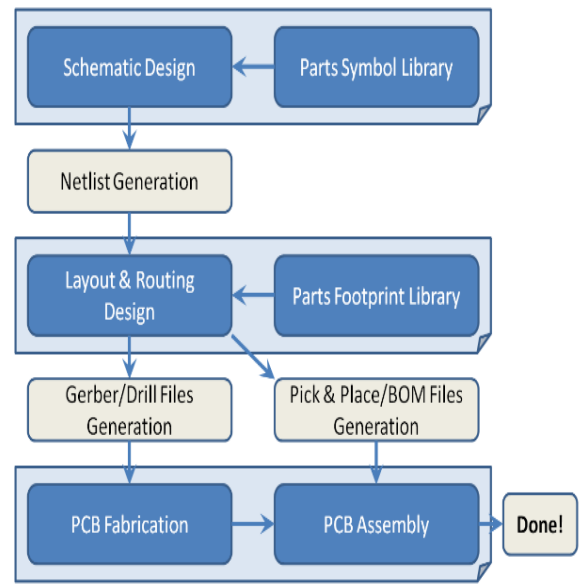 Schematic Design
Parts Symbol Library
Netlist Generation
Layout & Routing
Design
Parts Footprint Library
Gerber/Drill Files
Generation
Pick & Place/BOM Files
Generation
PCB Fabrication
PCB Assembly
Done!